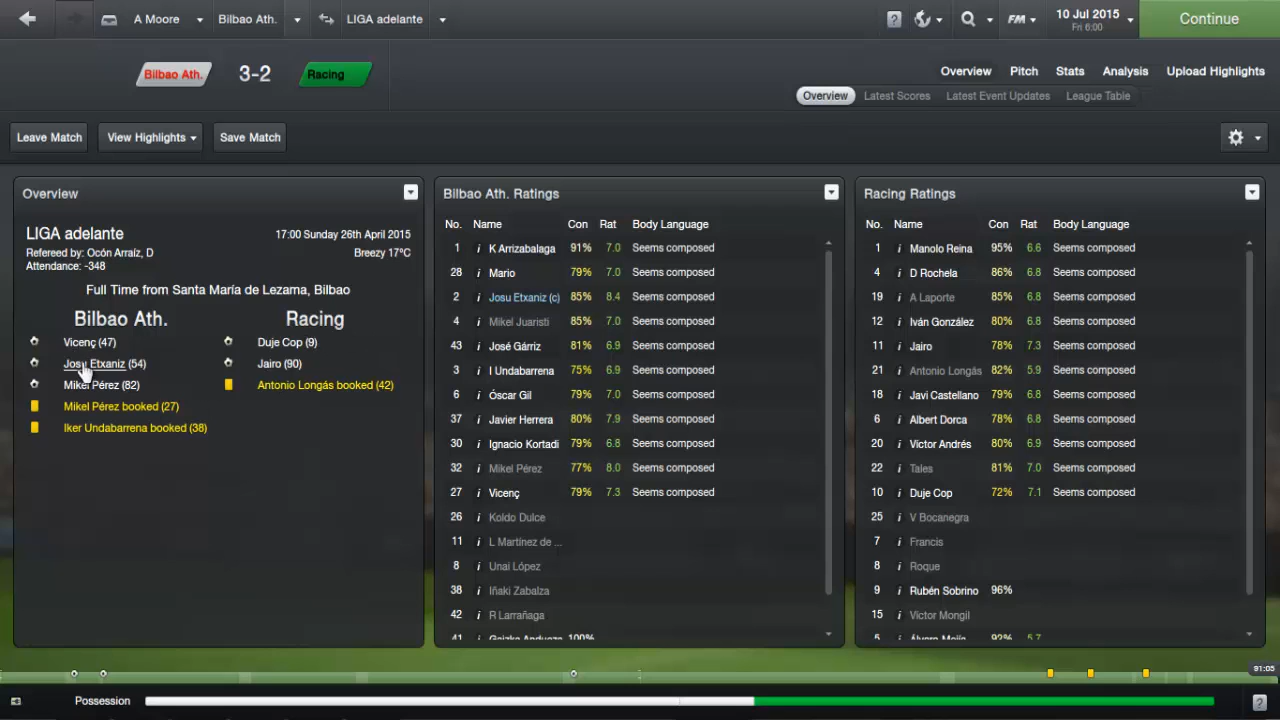 A Moore
Bilbao Ath.
LIGA adelante
?
FM
10 Jul 2015
Fri 6:00
Continue
Bilbao Ath.
3-2
Racing
Overview
Pitch
Stats
Analysis
Upload Highlights
Overview
Latest Scores
Latest Event Updates
League Table
Leave Match
View Highlights
Save Match
Overview
LIGA adelante
17:00 Sunday 26th April 2015
Refereed by: Ocón Arraíz, D
Breezy 17°C
Attendance: -348
Full Time from Santa María de Lezama, Bilbao
Bilbao Ath.
Racing
Vicenç (47)
Duje Cop (9)
Josu Etxaniz (54)
Jairo (90)
Mikel Pérez (82)
Antonio Longás booked (42)
Mikel Pérez booked (27)
Iker Undabarrena booked (38)
Bilbao Ath. Ratings
No. Name Con Rat Body Language
1 i K Arrizabalaga 91% 7.0 Seems composed
28 i Mario 79% 7.0 Seems composed
2 i Josu Etxaniz (c) 85% 8.4 Seems composed
4 i Mikel Juaristi 85% 7.0 Seems composed
43 i José Gárriz 81% 6.9 Seems composed
3 i I Undabarrena 75% 6.9 Seems composed
6 i Óscar Gil 79% 7.0 Seems composed
37 i Javier Herrera 80% 7.9 Seems composed
30 i Ignacio Kortadi 79% 6.8 Seems composed
32 i Mikel Pérez 77% 8.0 Seems composed
27 i Vicenç 79% 7.3 Seems composed
26 i Koldo Dulce
11 i L Martínez de ...
8 i Unai López
38 i Iñaki Zabalza
42 i R Larrañaga
41 i Gaizka Andueza 100%
Racing Ratings
No. Name Con Rat Body Language
1 i Manolo Reina 95% 6.6 Seems composed
4 i D Rochela 86% 6.8 Seems composed
19 i A Laporte 85% 6.8 Seems composed
12 i Iván González 80% 6.8 Seems composed
11 i Jairo 78% 7.3 Seems composed
21 i Antonio Longás 82% 5.9 Seems composed
18 i Javi Castellano 79% 6.8 Seems composed
6 i Albert Dorca 78% 6.8 Seems composed
20 i Víctor Andrés 80% 6.9 Seems composed
22 i Tales 81% 7.0 Seems composed
10 i Duje Cop 72% 7.1 Seems composed
25 i V Bocanegra
7 i Francis
8 i Roque
9 i Rubén Sobrino 96%
15 i Víctor Mongil
5 i Álvaro Mejía 92% 5.7
91:05
Possession
?